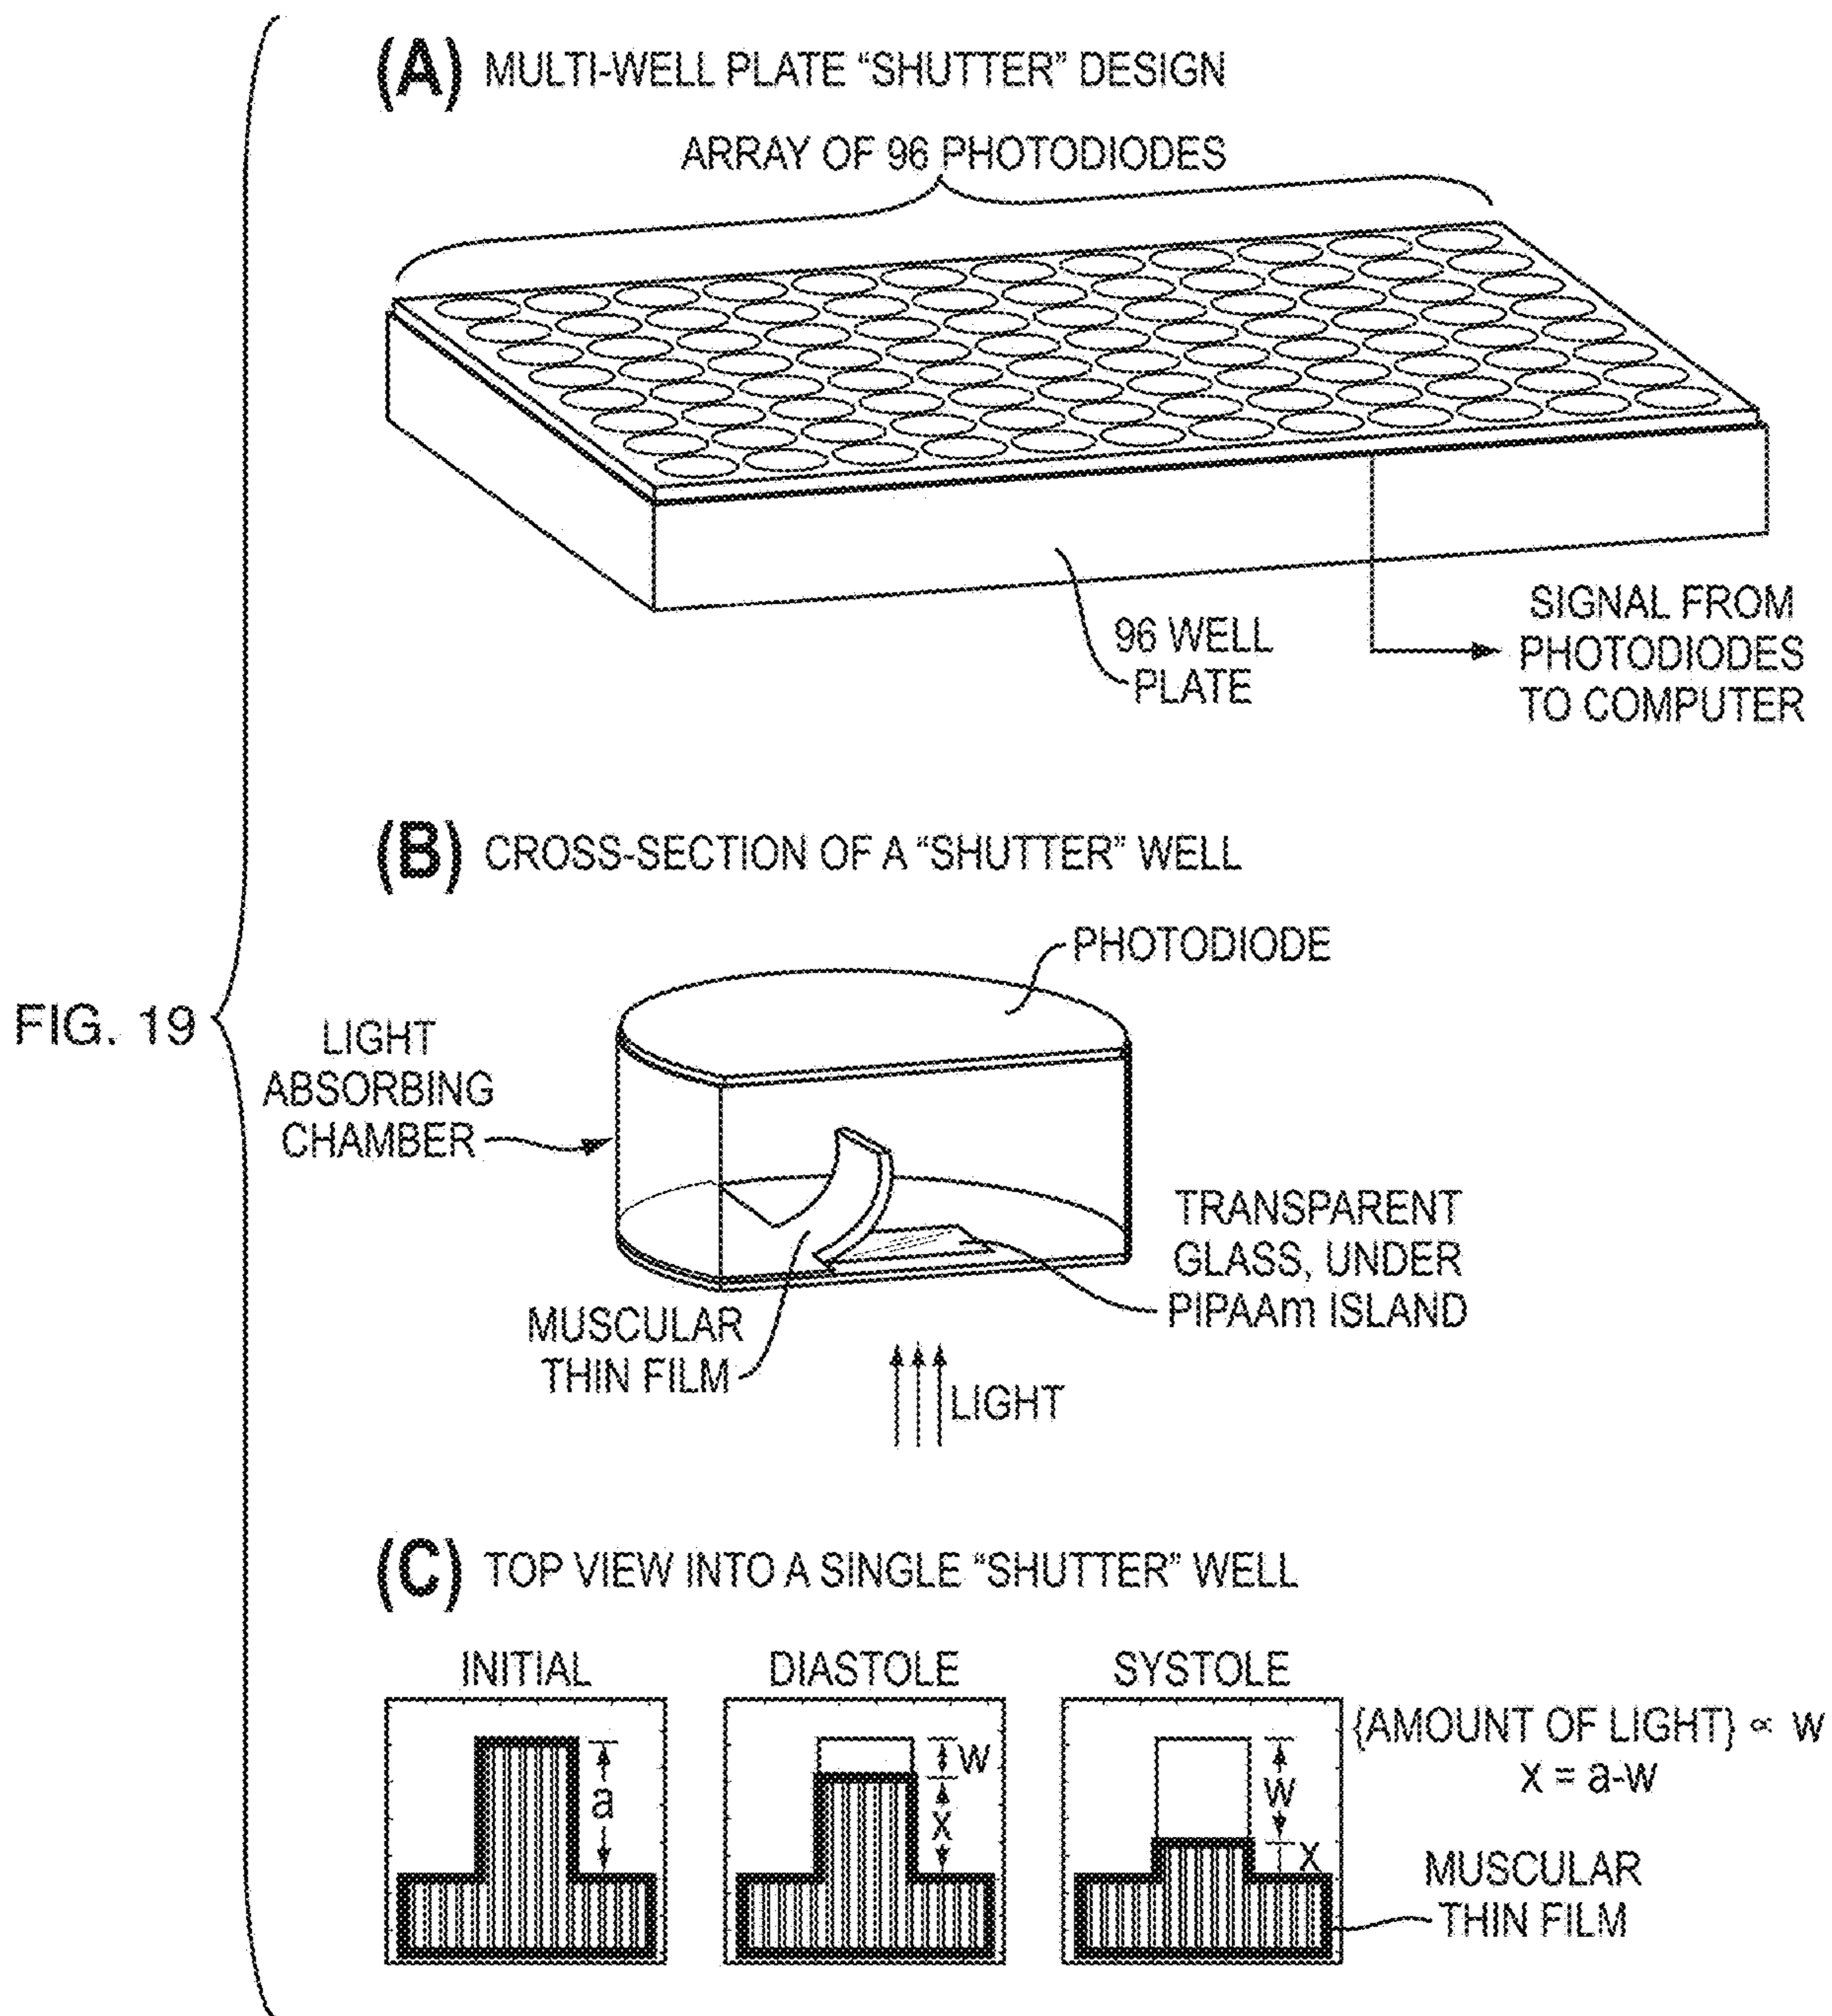 FIG. 19
(A) MULTI-WELL PLATE “SHUTTER” DESIGN
ARRAY OF 96 PHOTODIODES
96 WELL
PLATE
SIGNAL FROM
PHOTODIODES
TO COMPUTER
(B) CROSS-SECTION OF A “SHUTTER” WELL
PHOTODIODE
LIGHT
ABSORBING
CHAMBER
TRANSPARENT
GLASS, UNDER
PIPAAm ISLAND
MUSCULAR
THIN FILM
LIGHT
(C) TOP VIEW INTO A SINGLE “SHUTTER” WELL
INITIAL
a
DIASTOLE
w
x
SYSTOLE
w
x
{AMOUNT OF LIGHT} ∝ w
x = a-w
MUSCULAR
THIN FILM